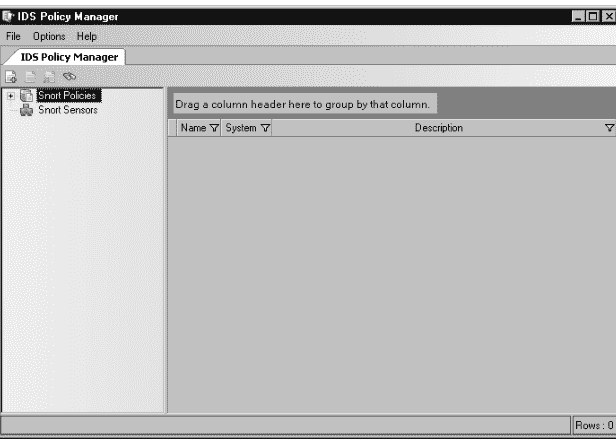 IDS Policy Manager
File Options Help
IDS Policy Manager
Snort Policies
Snort Sensors
Drag a column header here to group by that column.
Name System Description
Rows : 0